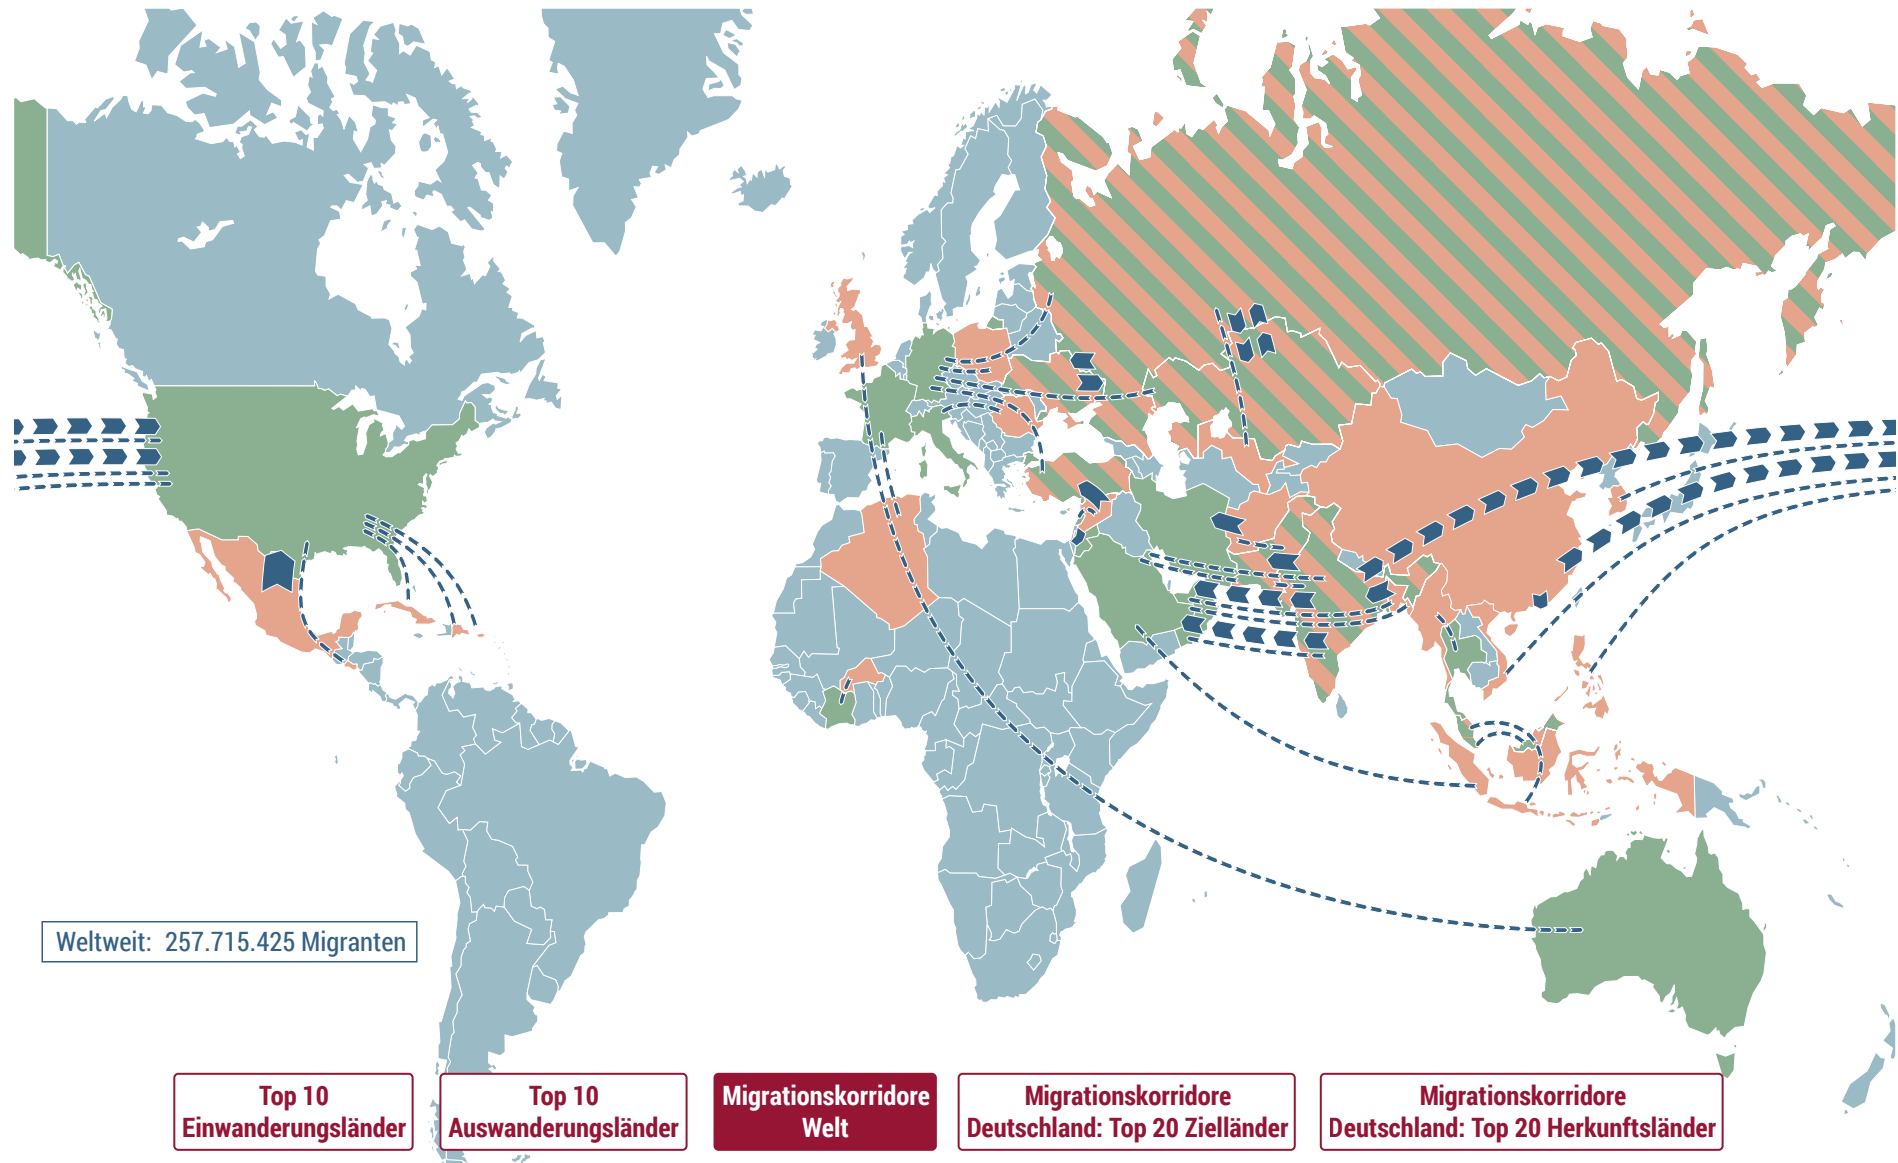 Weltweit: 257.715.425 Migranten
Top 10
Einwanderungsländer
Top 10
Auswanderungsländer
Migrationskorridore
Welt
Migrationskorridore
Deutschland: Top 20 Zielländer
Migrationskorridore
Deutschland: Top 20 Herkunftsländer